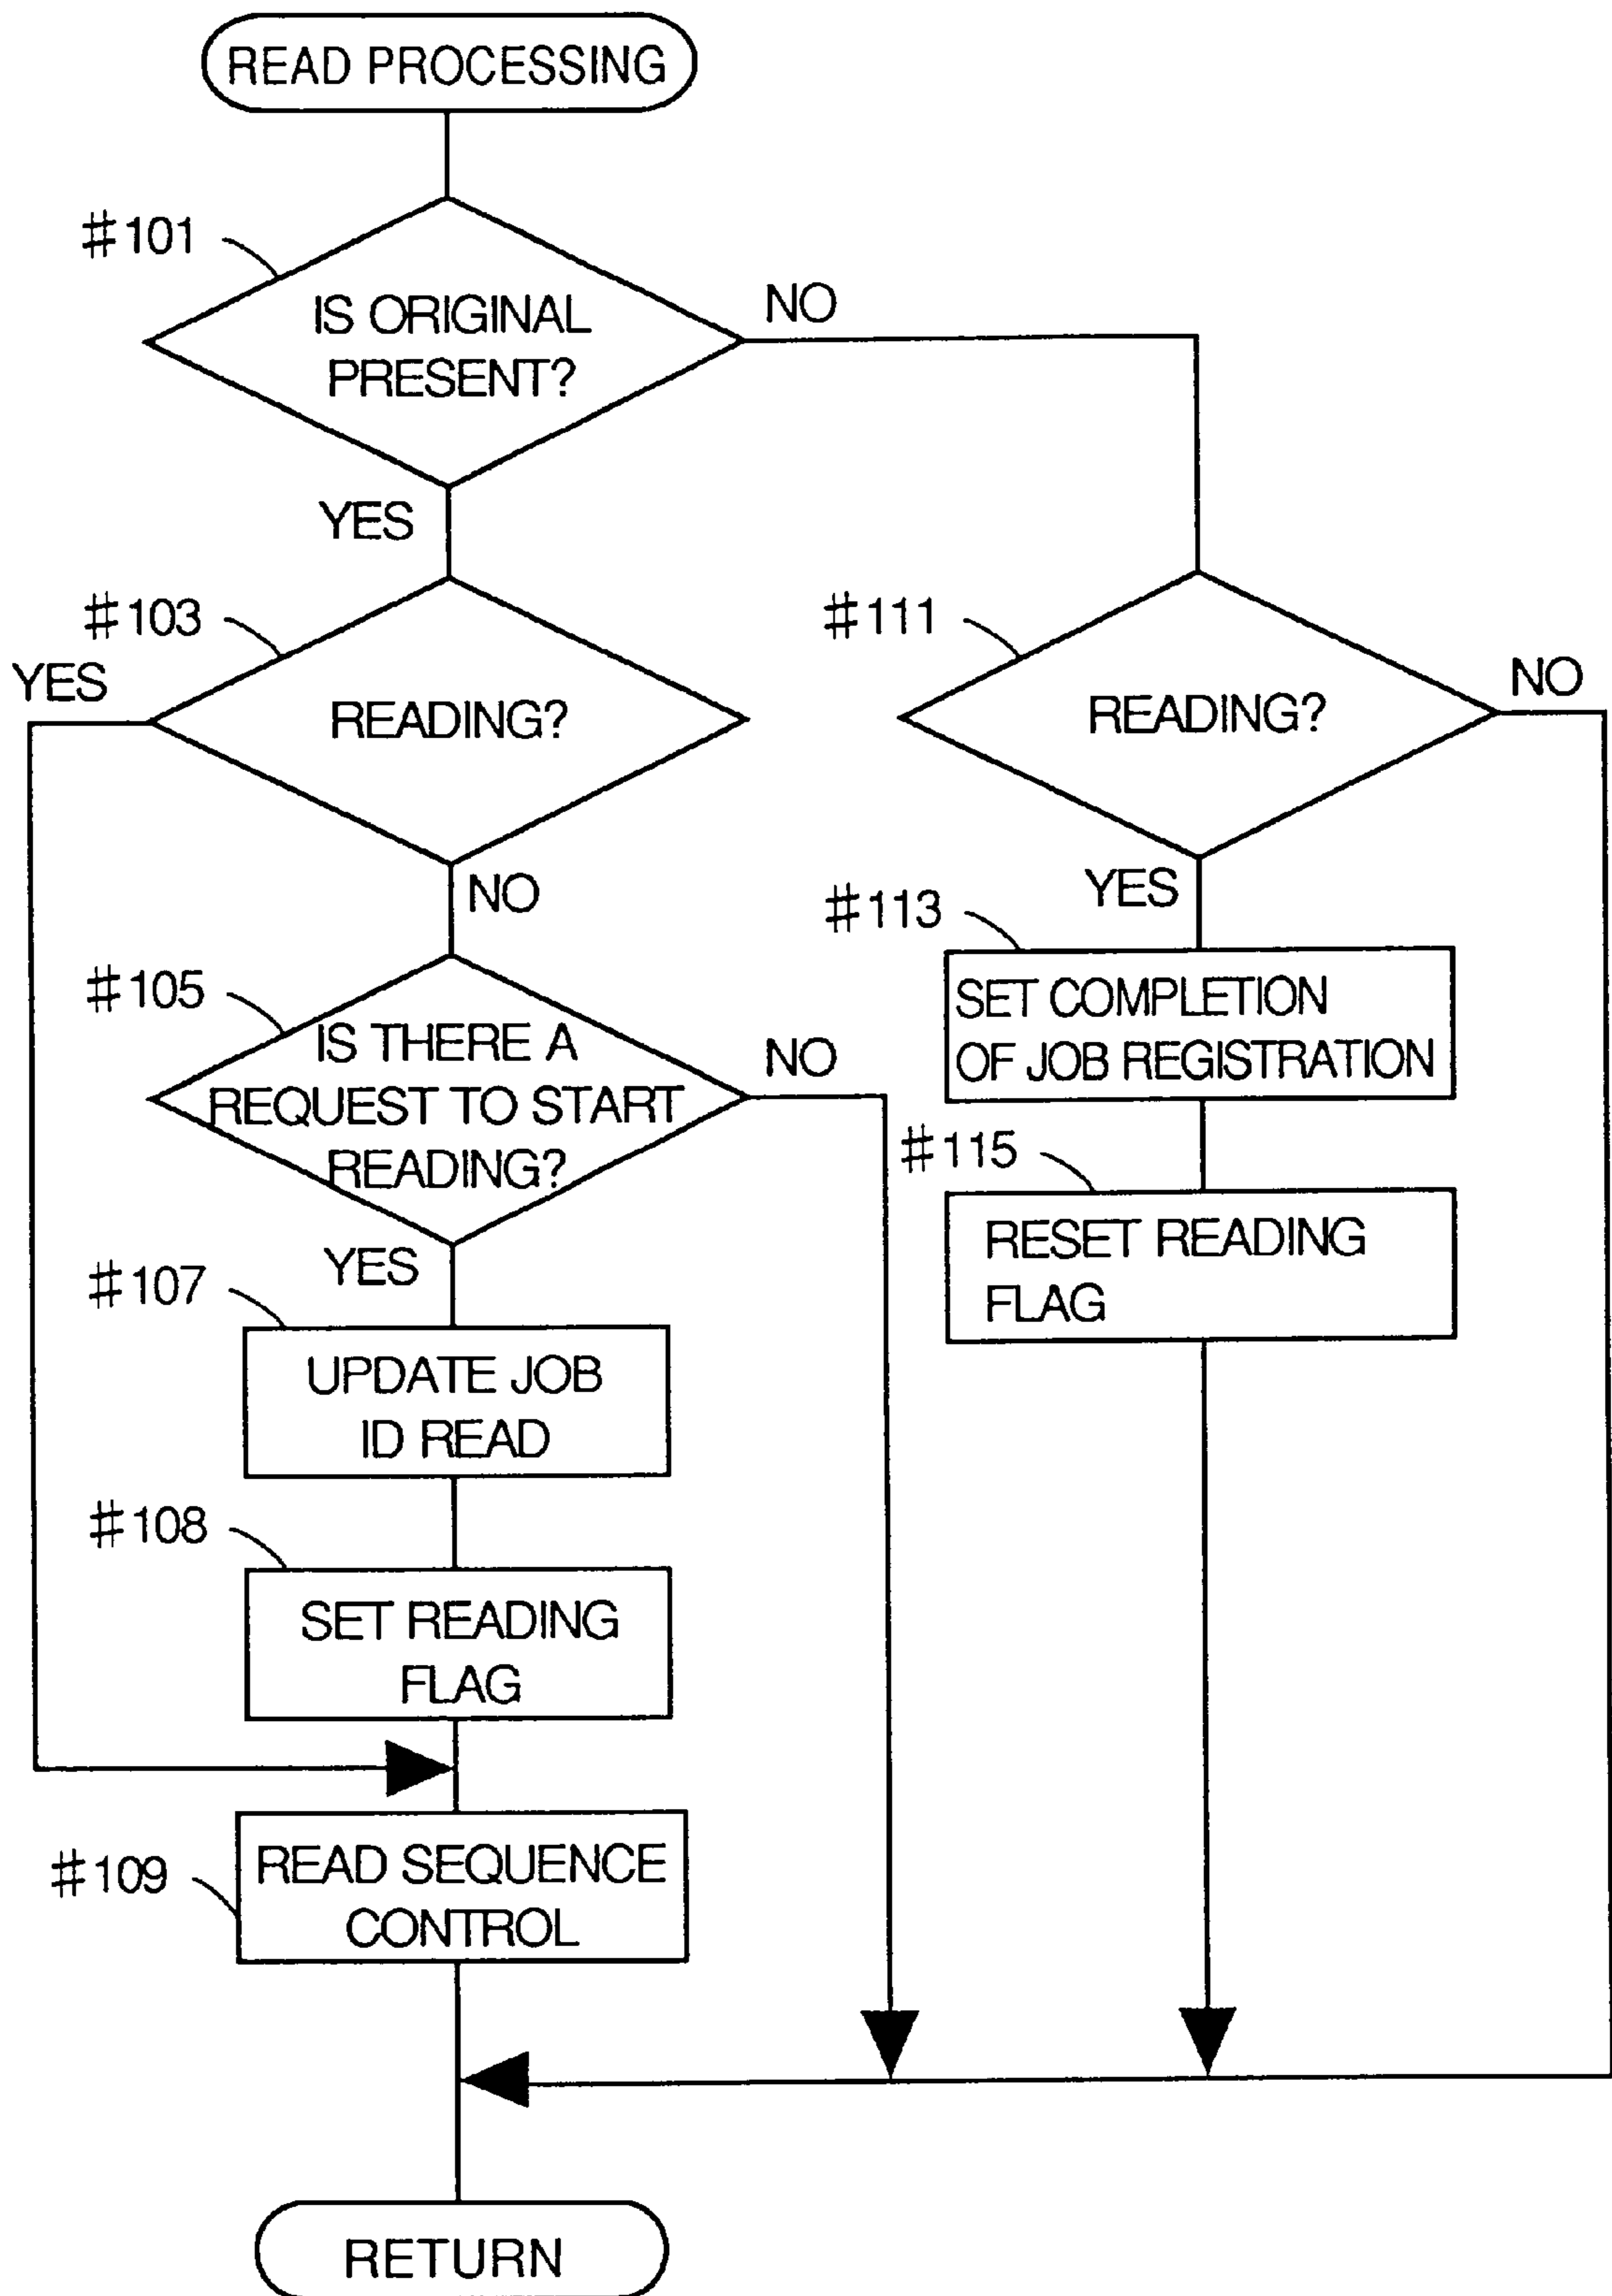 READ PROCESSING
#101
IS ORIGINAL
PRESENT?
NO
YES
#103
YES
READING?
NO
#111
READING?
NO
YES
#105
IS THERE A
REQUEST TO START
READING?
NO
YES
#113
SET COMPLETION
OF JOB REGISTRATION
#115
RESET READING
FLAG
#107
UPDATE JOB
ID READ
#108
SET READING
FLAG
#109
READ SEQUENCE
CONTROL
RETURN